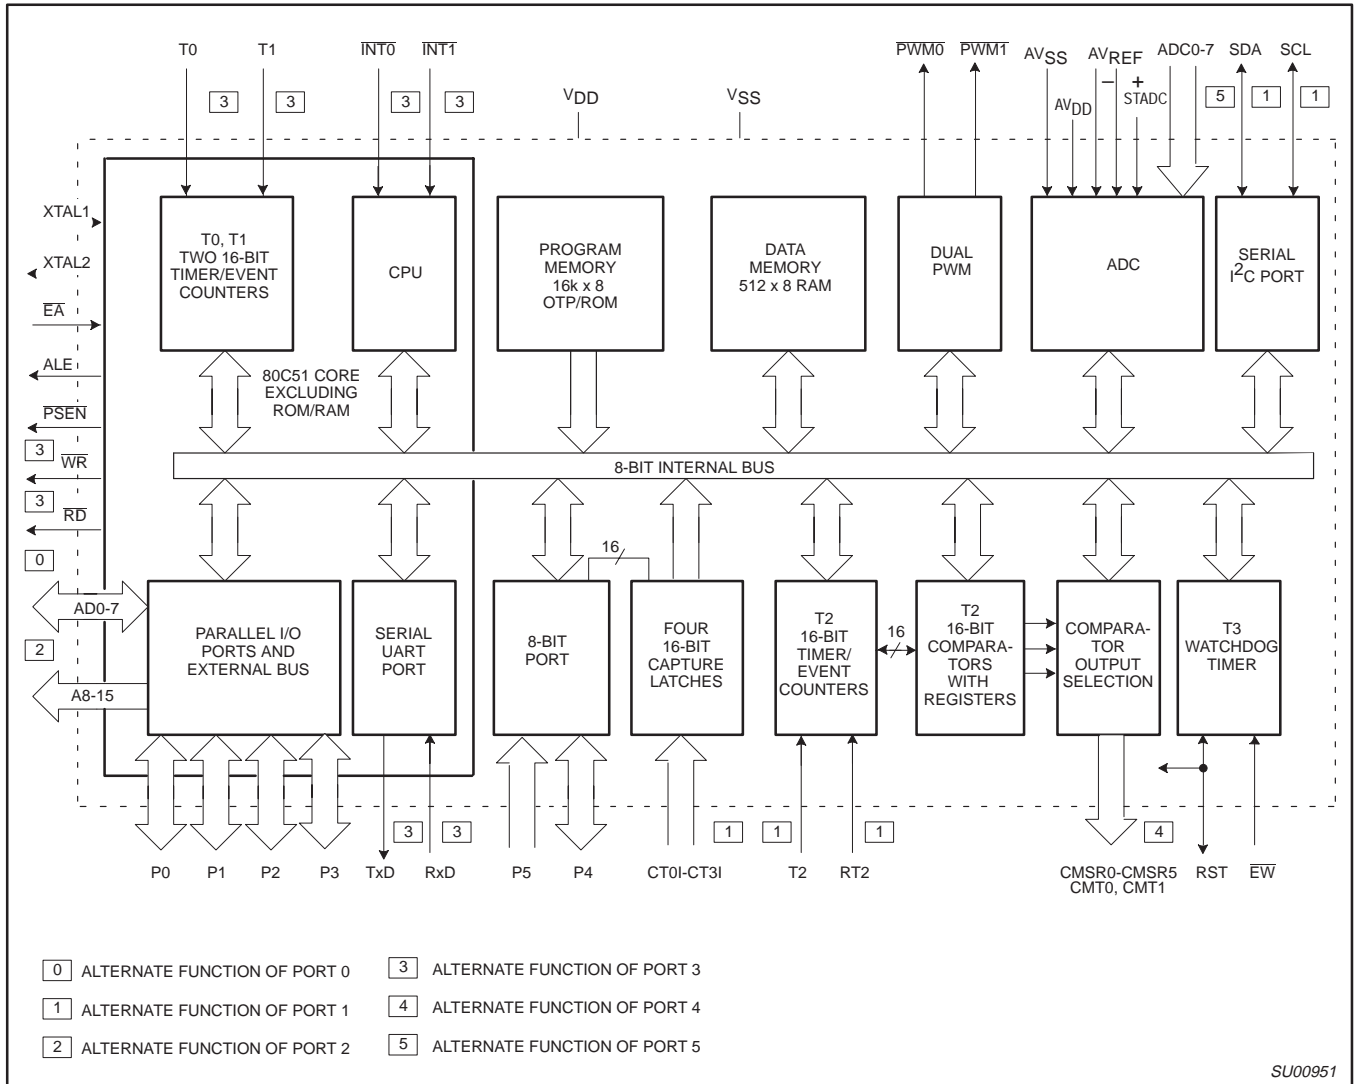 T0 T1 INT0 INT1 PWM0 PWM1 AVSS AVREF ADC0-7 SDA SCL
− +
STADC
3 3 3 3 VDD VSS AVDD 5 1 1
XTAL1
XTAL2
EA
ALE
PSEN
3 WR
3 RD
0
AD0-7
2
A8-15
T0, T1
TWO 16-BIT
TIMER/EVENT
COUNTERS
CPU
PROGRAM
MEMORY
16k x 8
OTP/ROM
DATA
MEMORY
512 x 8 RAM
DUAL
PWM
ADC
SERIAL
I2C PORT
80C51 CORE
EXCLUDING
ROM/RAM
8-BIT INTERNAL BUS
16
PARALLEL I/O
PORTS AND
EXTERNAL BUS
SERIAL
UART
PORT
8-BIT
PORT
FOUR
16-BIT
CAPTURE
LATCHES
T2
16-BIT
TIMER/
EVENT
COUNTERS
16
T2
16-BIT
COMPARA-
TORS
WITH
REGISTERS
COMPARA-
TOR
OUTPUT
SELECTION
T3
WATCHDOG
TIMER
3 3 1 1 1 4
P0 P1 P2 P3 TxD RxD P5 P4 CT0I-CT3I T2 RT2 CMSR0-CMSR5 RST EW
CMT0, CMT1
0 ALTERNATE FUNCTION OF PORT 0
1 ALTERNATE FUNCTION OF PORT 1
2 ALTERNATE FUNCTION OF PORT 2
3 ALTERNATE FUNCTION OF PORT 3
4 ALTERNATE FUNCTION OF PORT 4
5 ALTERNATE FUNCTION OF PORT 5
SU00951